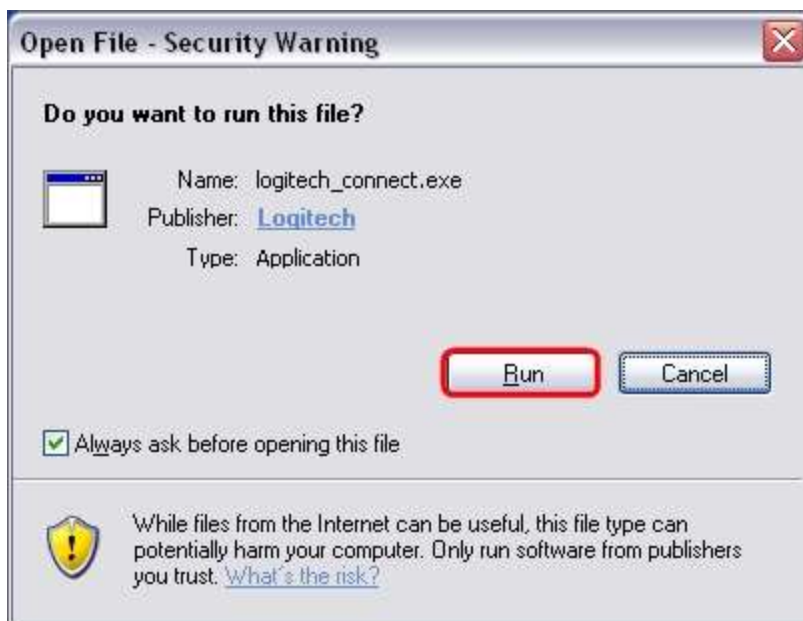 Open File - Security Warning
Do you want to run this file?
Name: logitech_connect.exe
Publisher: Logitech
Type: Application
Run Cancel
Always ask before opening this file
While files from the Internet can be useful, this file type can
potentially harm your computer. Only run software from publishers
you trust. What's the risk?